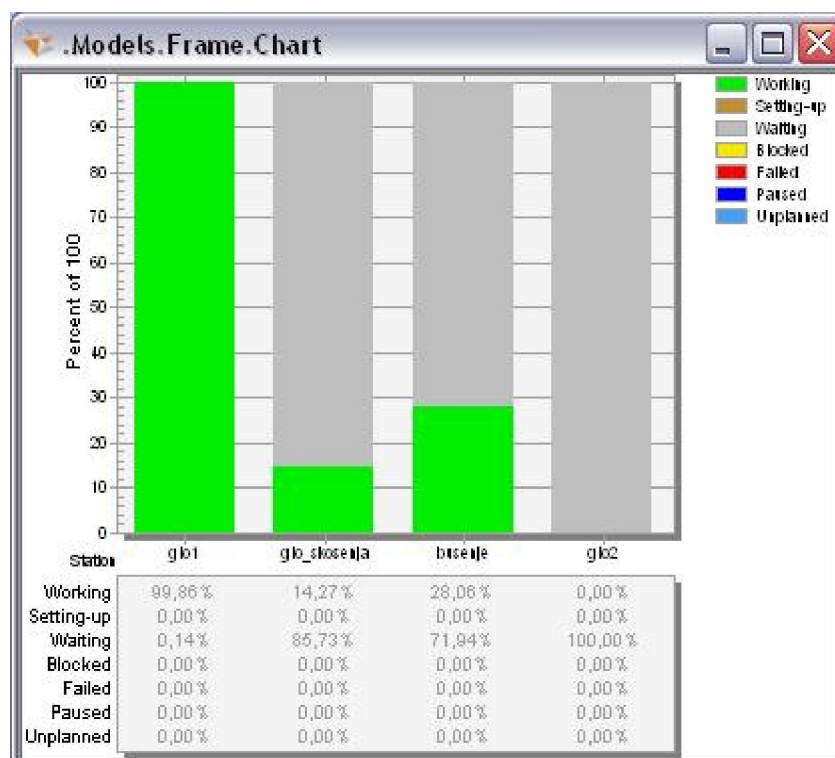 .Models.Frame.Chart
Working
Setting-up
Waiting
Blocked
Failed
Paused
Unplanned
Percent of 100
100
90
80
70
60
50
40
30
20
10
0
Station glo1 glo_skosenja busenje glo2
Working 99,86% 14,27% 28,06% 0,00%
Setting-up 0,00% 0,00% 0,00% 0,00%
Waiting 0,14% 85,73% 71,94% 100,00%
Blocked 0,00% 0,00% 0,00% 0,00%
Failed 0,00% 0,00% 0,00% 0,00%
Paused 0,00% 0,00% 0,00% 0,00%
Unplanned 0,00% 0,00% 0,00% 0,00%